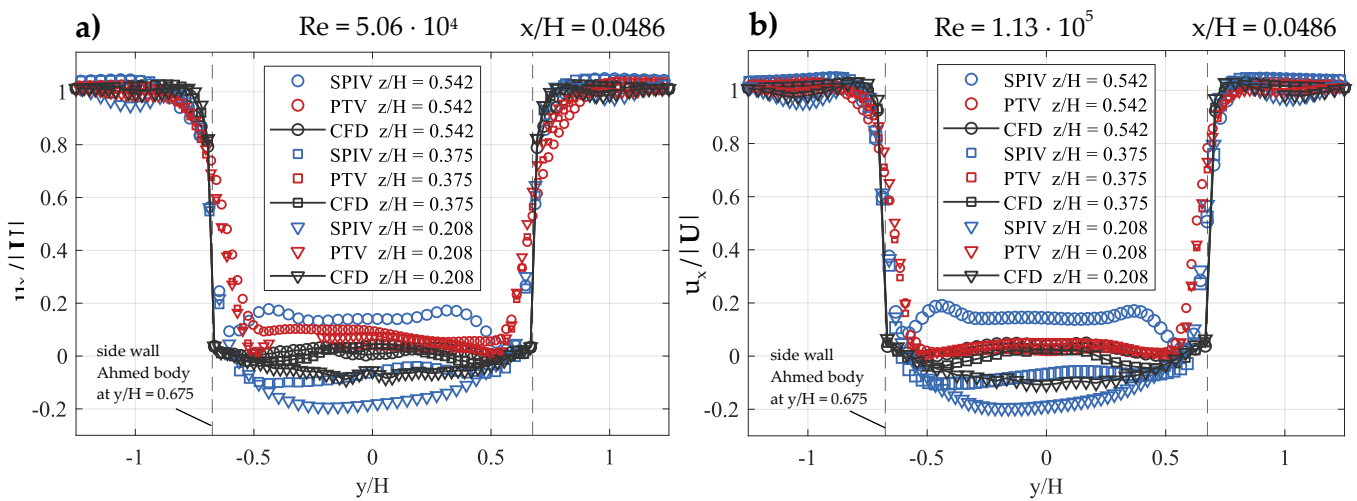 a)
Re = 5.06 · 10⁴
x/H = 0.0486
SPIV z/H = 0.542
PTV z/H = 0.542
CFD z/H = 0.542
SPIV z/H = 0.375
PTV z/H = 0.375
CFD z/H = 0.375
SPIV z/H = 0.208
PTV z/H = 0.208
CFD z/H = 0.208
1
0.8
0.6
0.4
0.2
0
-0.2
side wall
Ahmed body
at y/H = 0.675
-1
-0.5
0
0.5
1
y/H
b)
Re = 1.13 · 10⁵
x/H = 0.0486
u_x/|U|
SPIV z/H = 0.542
PTV z/H = 0.542
CFD z/H = 0.542
SPIV z/H = 0.375
PTV z/H = 0.375
CFD z/H = 0.375
SPIV z/H = 0.208
PTV z/H = 0.208
CFD z/H = 0.208
1
0.8
0.6
0.4
0.2
0
-0.2
side wall
Ahmed body
at y/H = 0.675
-1
-0.5
0
0.5
1
y/H